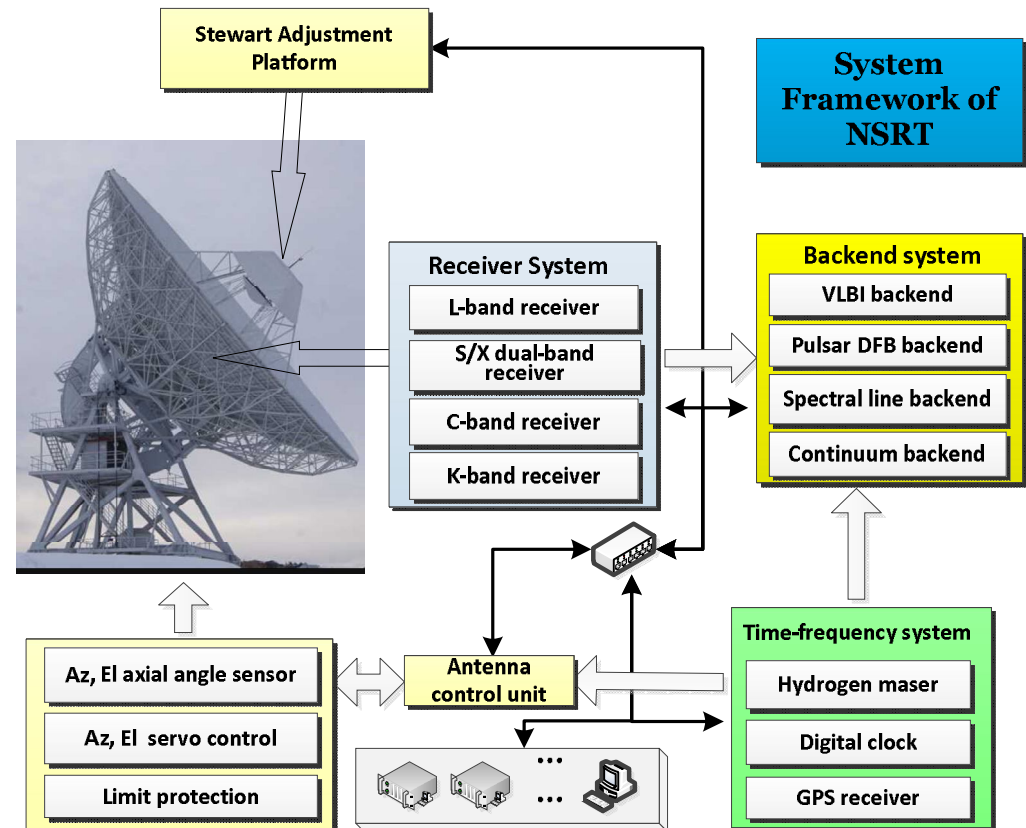 Stewart Adjustment
Platform
System
Framework of
NSRT
Receiver System
L-band receiver
S/X dual-band
receiver
C-band receiver
K-band receiver
Backend system
VLBI backend
Pulsar DFB backend
Spectral line backend
Continuum backend
Az, El axial angle sensor
Az, El servo control
Limit protection
Antenna
control unit
...
...
Time-frequency system
Hydrogen maser
Digital clock
GPS receiver